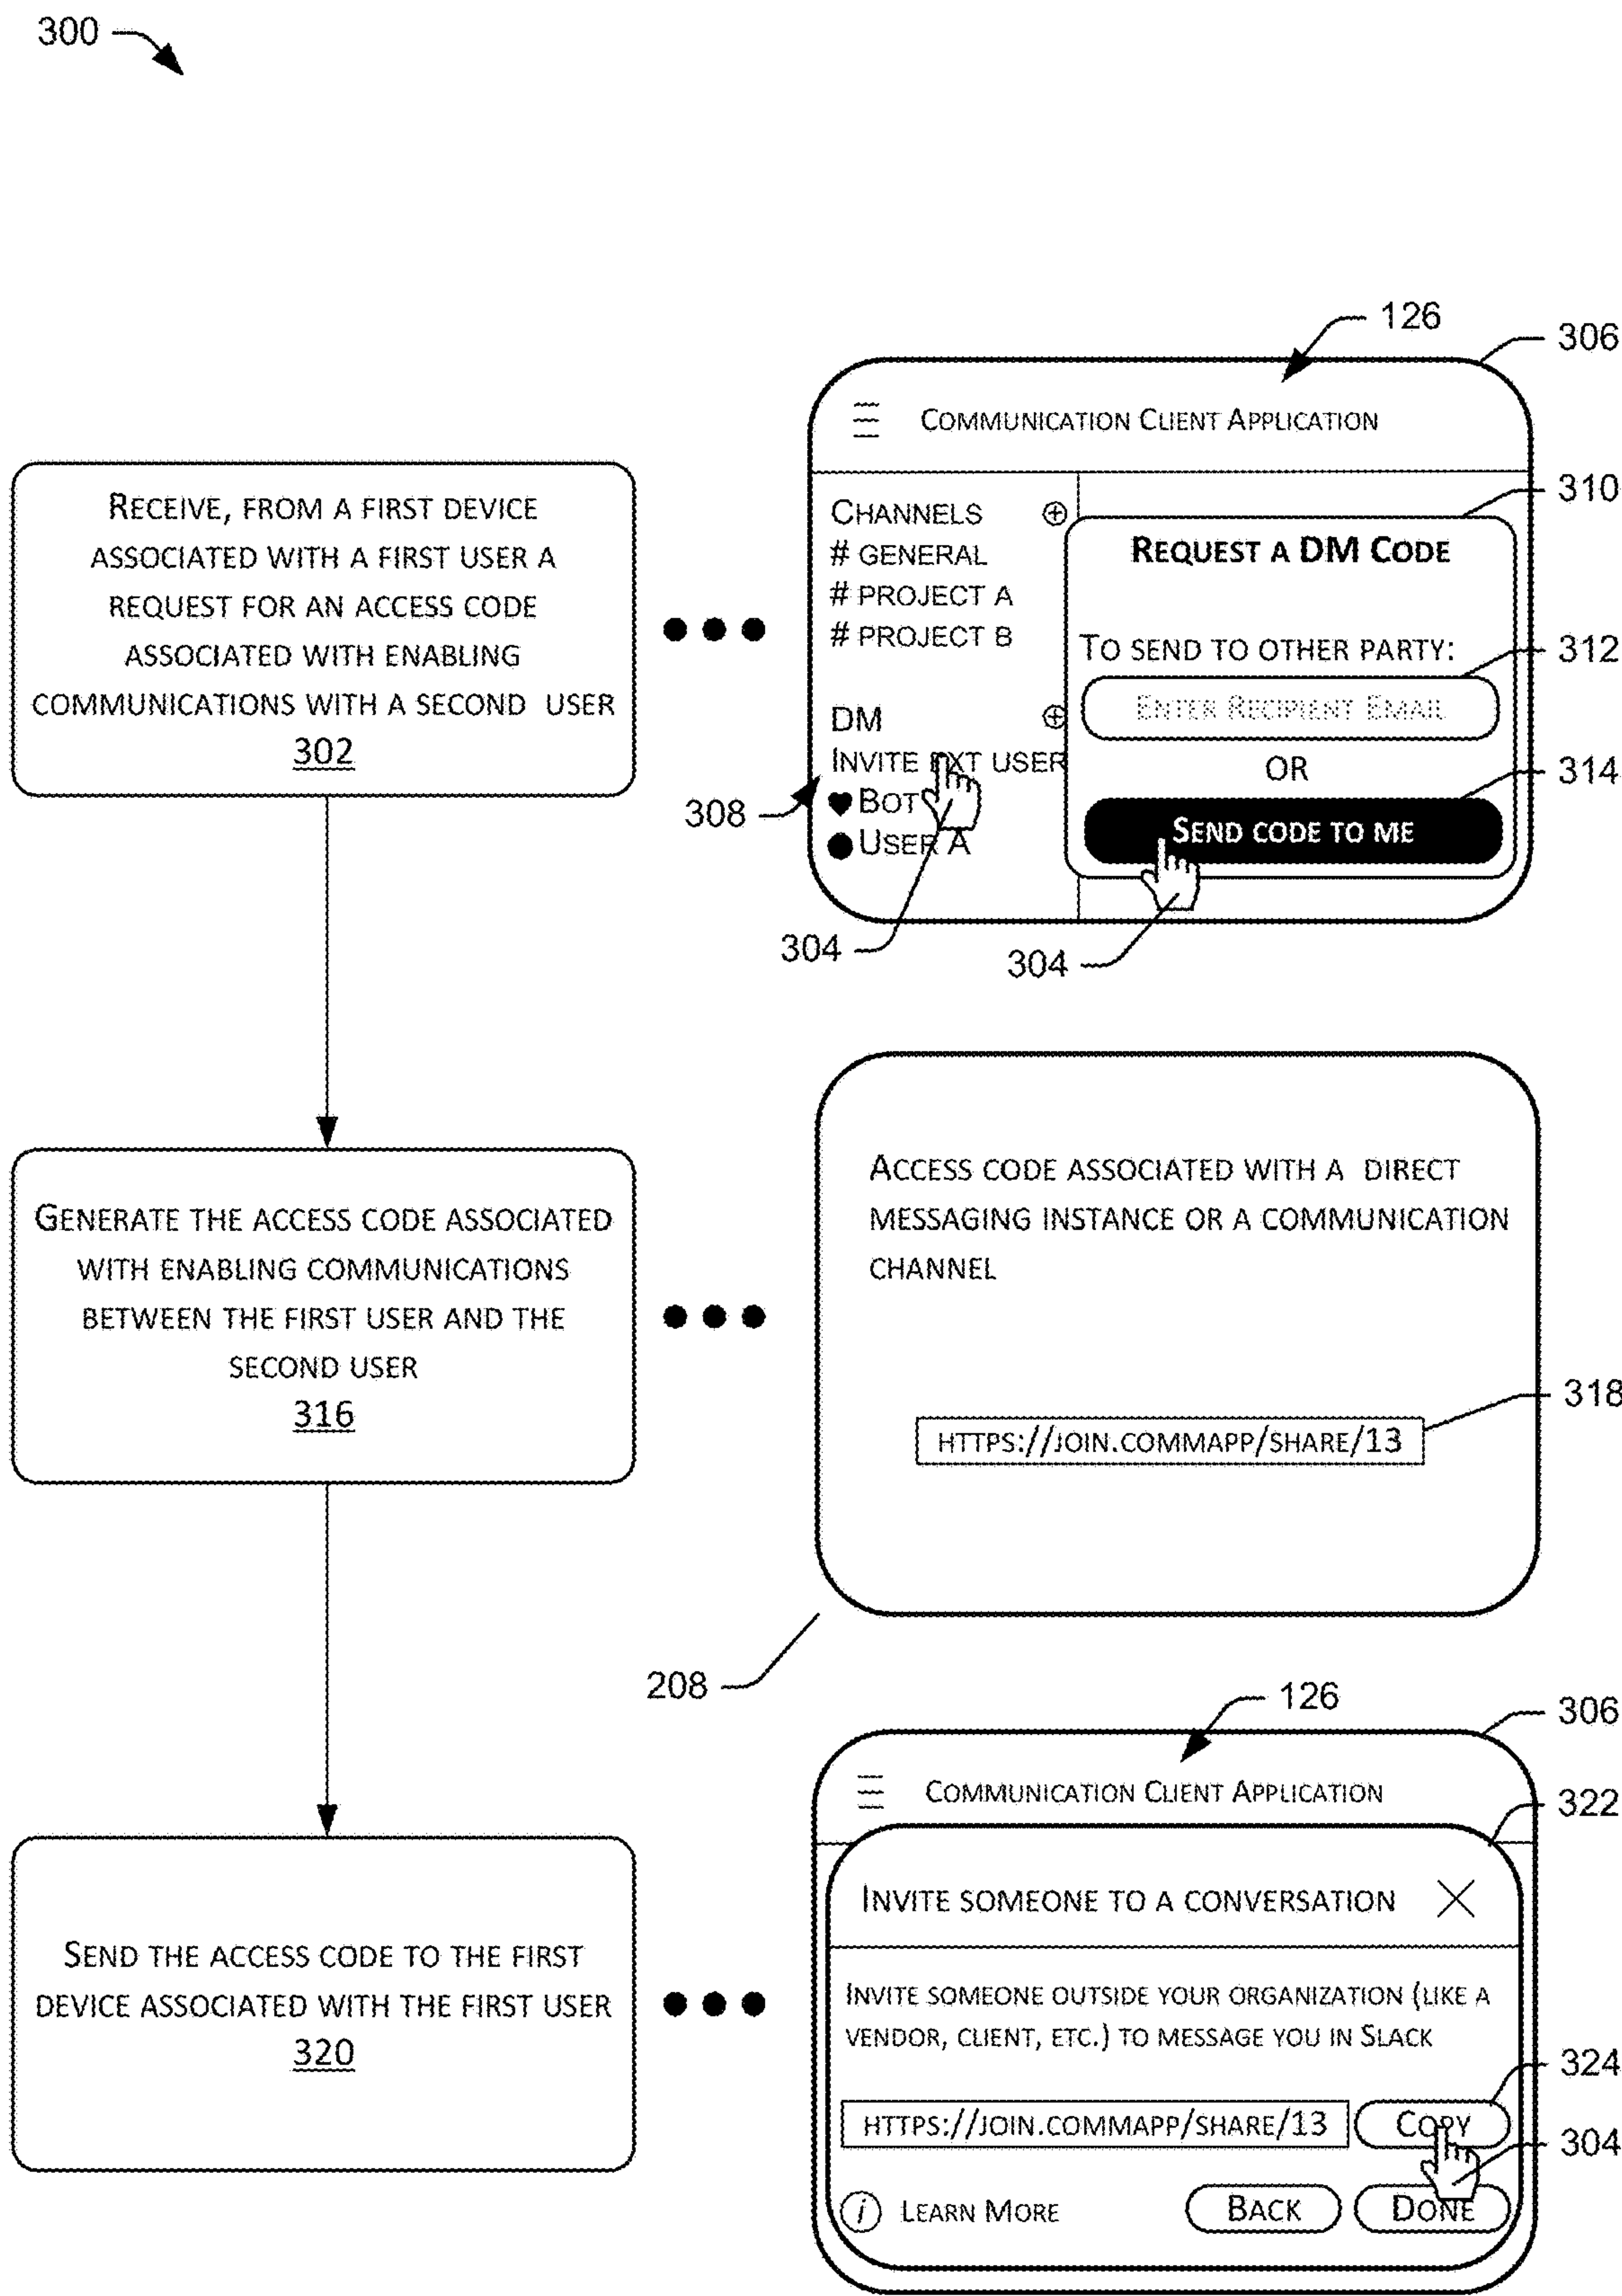 300
126
306
COMMUNICATION CLIENT APPLICATION
RECEIVE, FROM A FIRST DEVICE
ASSOCIATED WITH A FIRST USER A
REQUEST FOR AN ACCESS CODE
ASSOCIATED WITH ENABLING
COMMUNICATIONS WITH A SECOND USER
302
CHANNELS
# GENERAL
# PROJECT A
# PROJECT B
DM
INVITE EXT USER
BOT
USER A
308
310
REQUEST A DM CODE
TO SEND TO OTHER PARTY:
312
ENTER RECIPIENT EMAIL
OR
314
SEND CODE TO ME
304
304
GENERATE THE ACCESS CODE ASSOCIATED
WITH ENABLING COMMUNICATIONS
BETWEEN THE FIRST USER AND THE
SECOND USER
316
ACCESS CODE ASSOCIATED WITH A DIRECT
MESSAGING INSTANCE OR A COMMUNICATION
CHANNEL
318
HTTPS://JOIN.COMMAPP/SHARE/13
208
126
306
COMMUNICATION CLIENT APPLICATION
322
SEND THE ACCESS CODE TO THE FIRST
DEVICE ASSOCIATED WITH THE FIRST USER
320
INVITE SOMEONE TO A CONVERSATION
INVITE SOMEONE OUTSIDE YOUR ORGANIZATION (LIKE A
VENDOR, CLIENT, ETC.) TO MESSAGE YOU IN SLACK
324
HTTPS://JOIN.COMMAPP/SHARE/13
COPY
304
i LEARN MORE
BACK
DONE